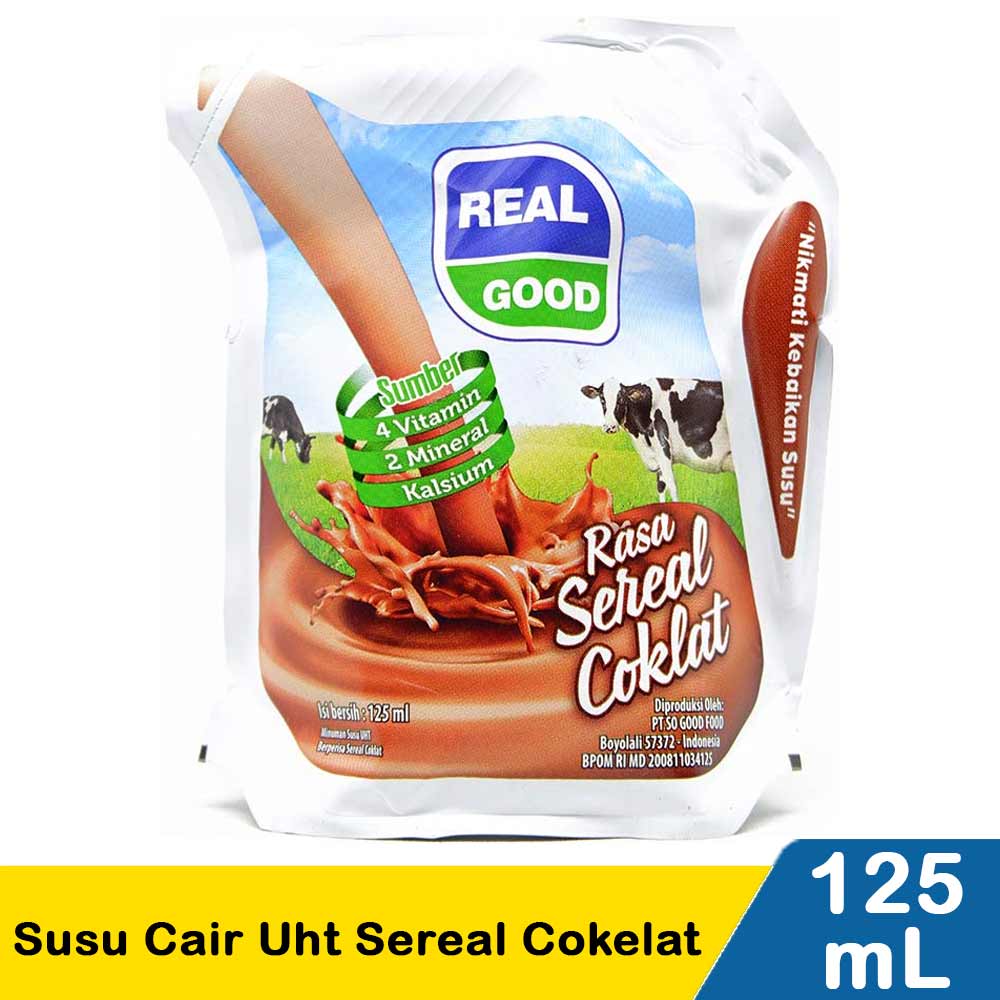 REAL
GOOD
"Nikmati Kebaikan Susu"
Sumber
4 Vitamin
2 Mineral
Kalsium
Rasa
Sereal
Coklat
Isi bersih : 125 ml
Minuman Susu UHT
Berperisa Sereal Coklat
Diproduksi Oleh:
PT SO GOOD FOOD
Boyolali 57372 - Indonesia
BPOM RI MD 200811034125
Susu Cair Uht Sereal Cokelat
125
mL